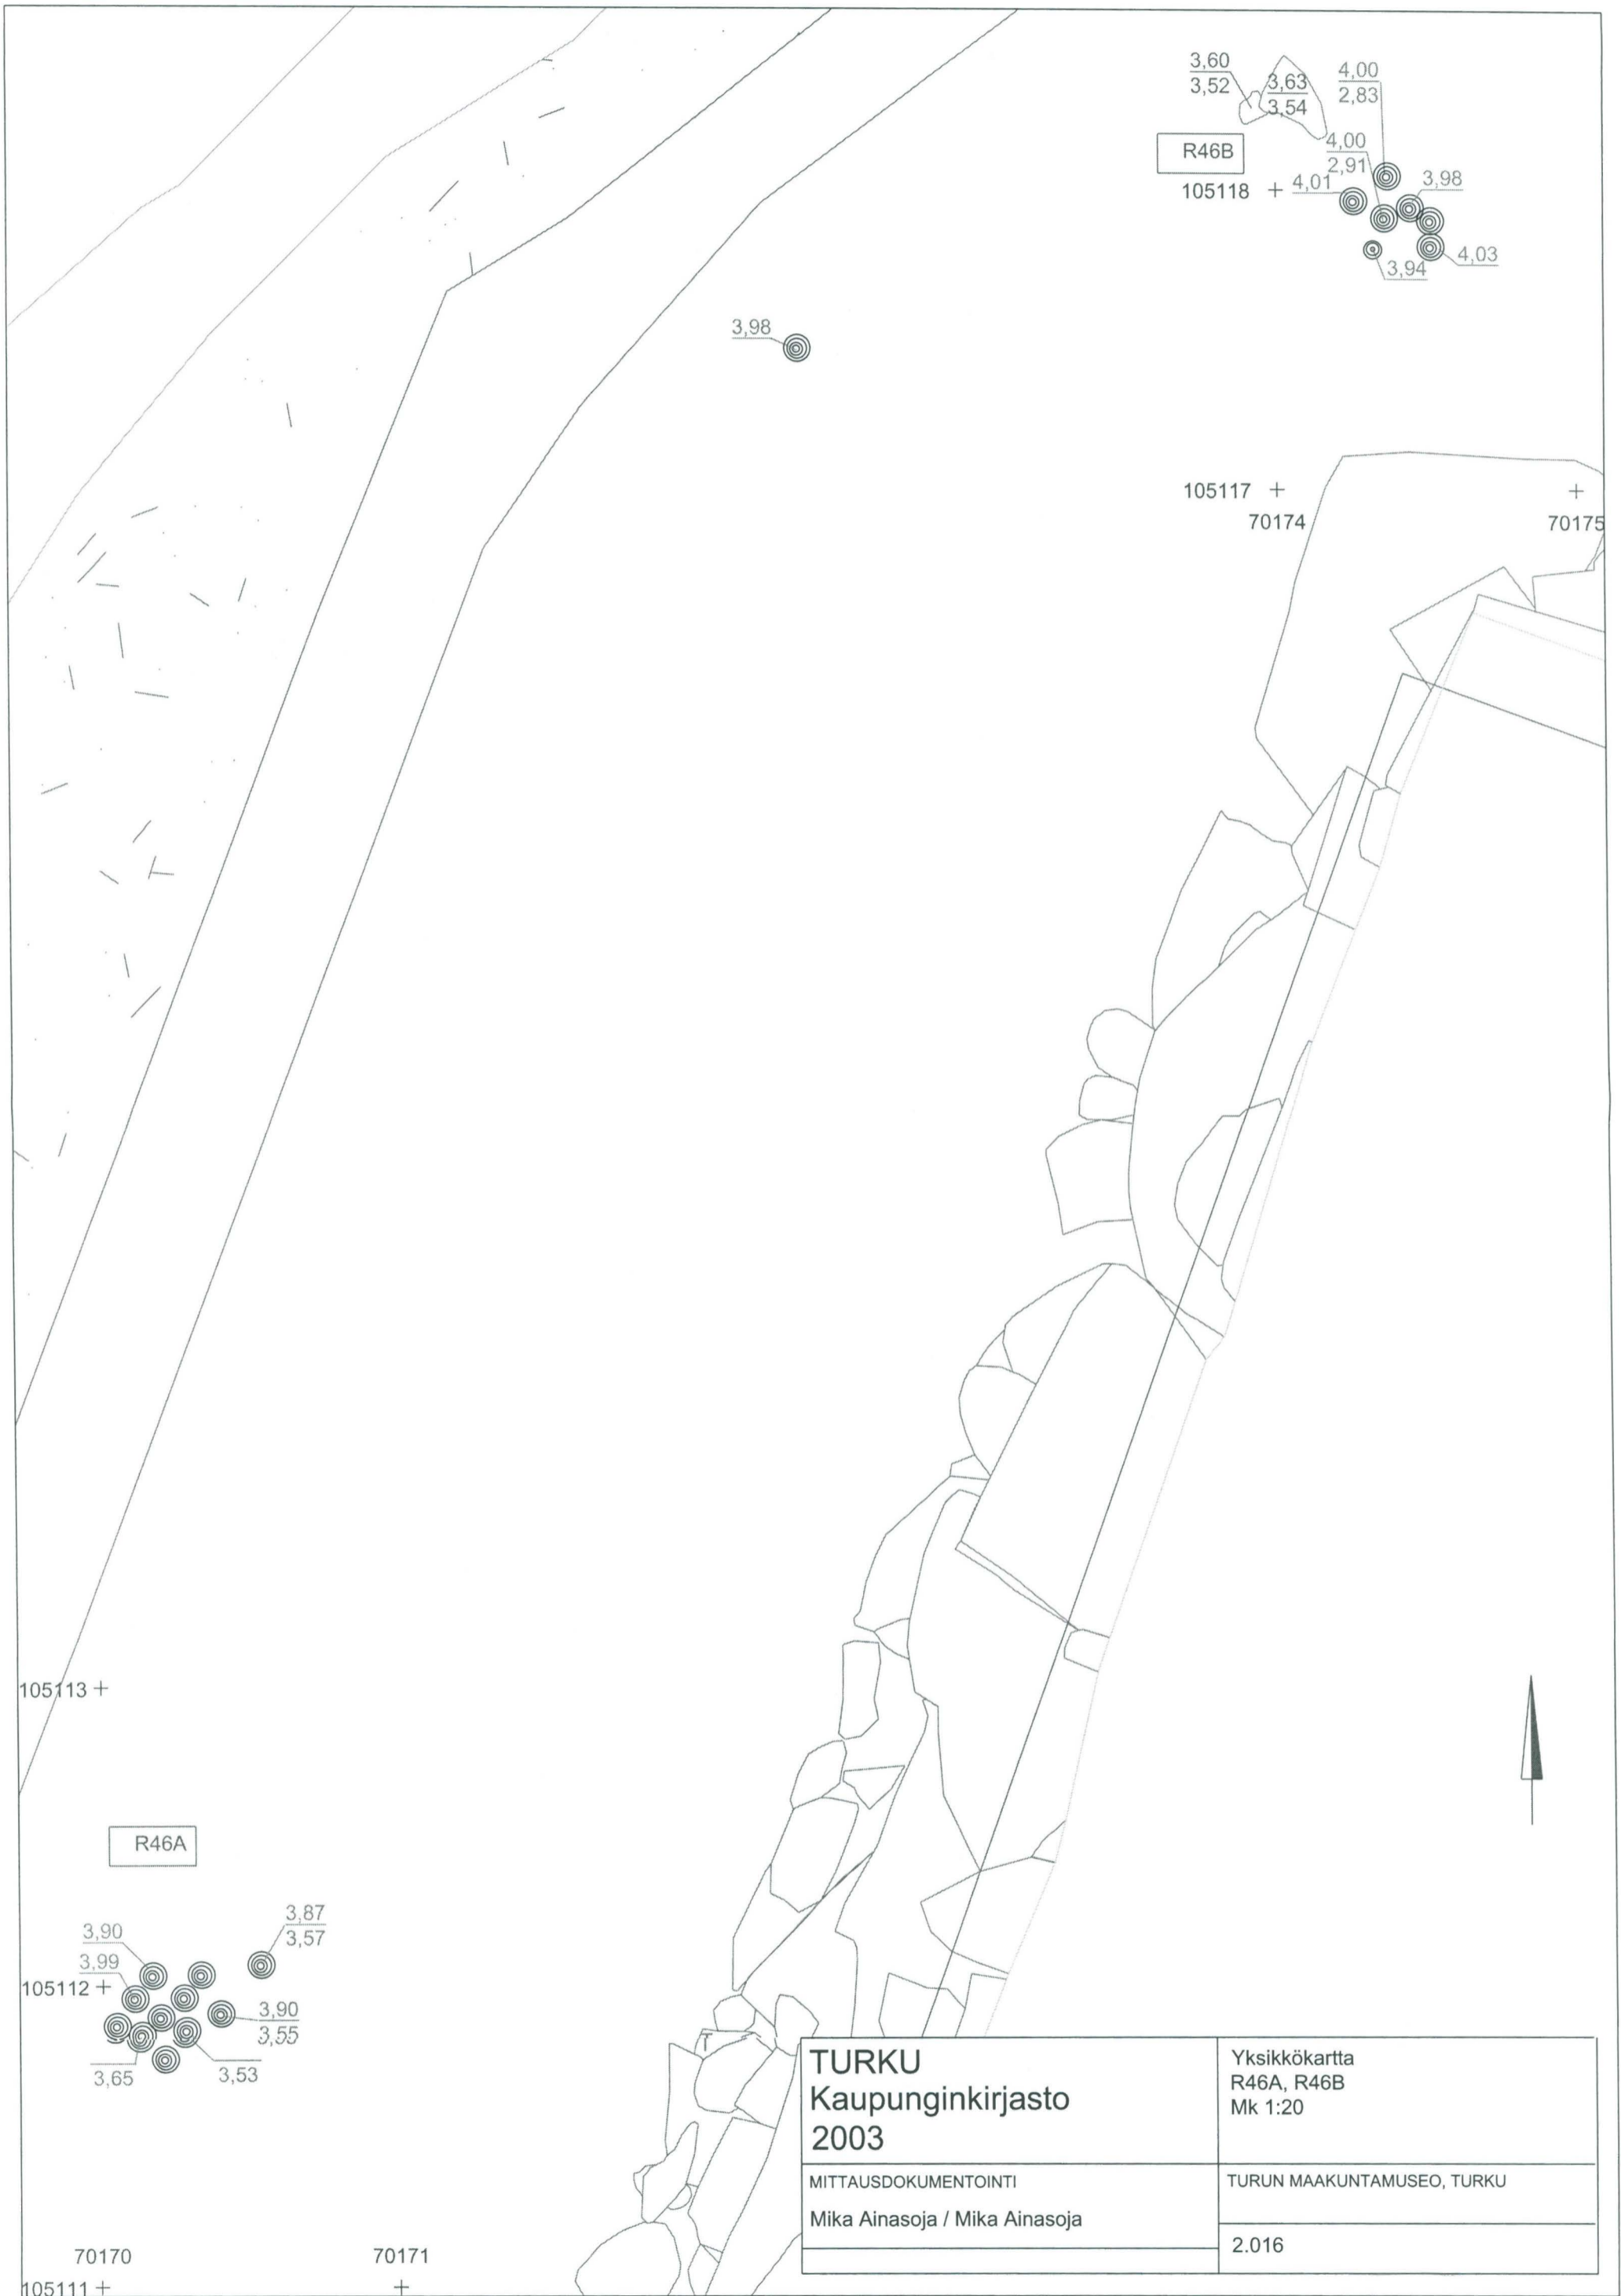 3,60
3,52
3,63
3,54
4,00
2,83
R46B
4,00
2,91
105118
4,01
3,98
4,03
3,94
3,98
105117
70174
70175
105113
R46A
3,87
3,57
3,90
3,99
105112
3,90
3,55
3,65
3,53
T
TURKU
Kaupunginkirjasto
2003
Yksikkökartta
R46A, R46B
Mk 1:20
MITTAUSDOKUMENTOINTI
Mika Ainasoja / Mika Ainasoja
TURUN MAAKUNTAMUSEO, TURKU
2.016
70170
70171
105111